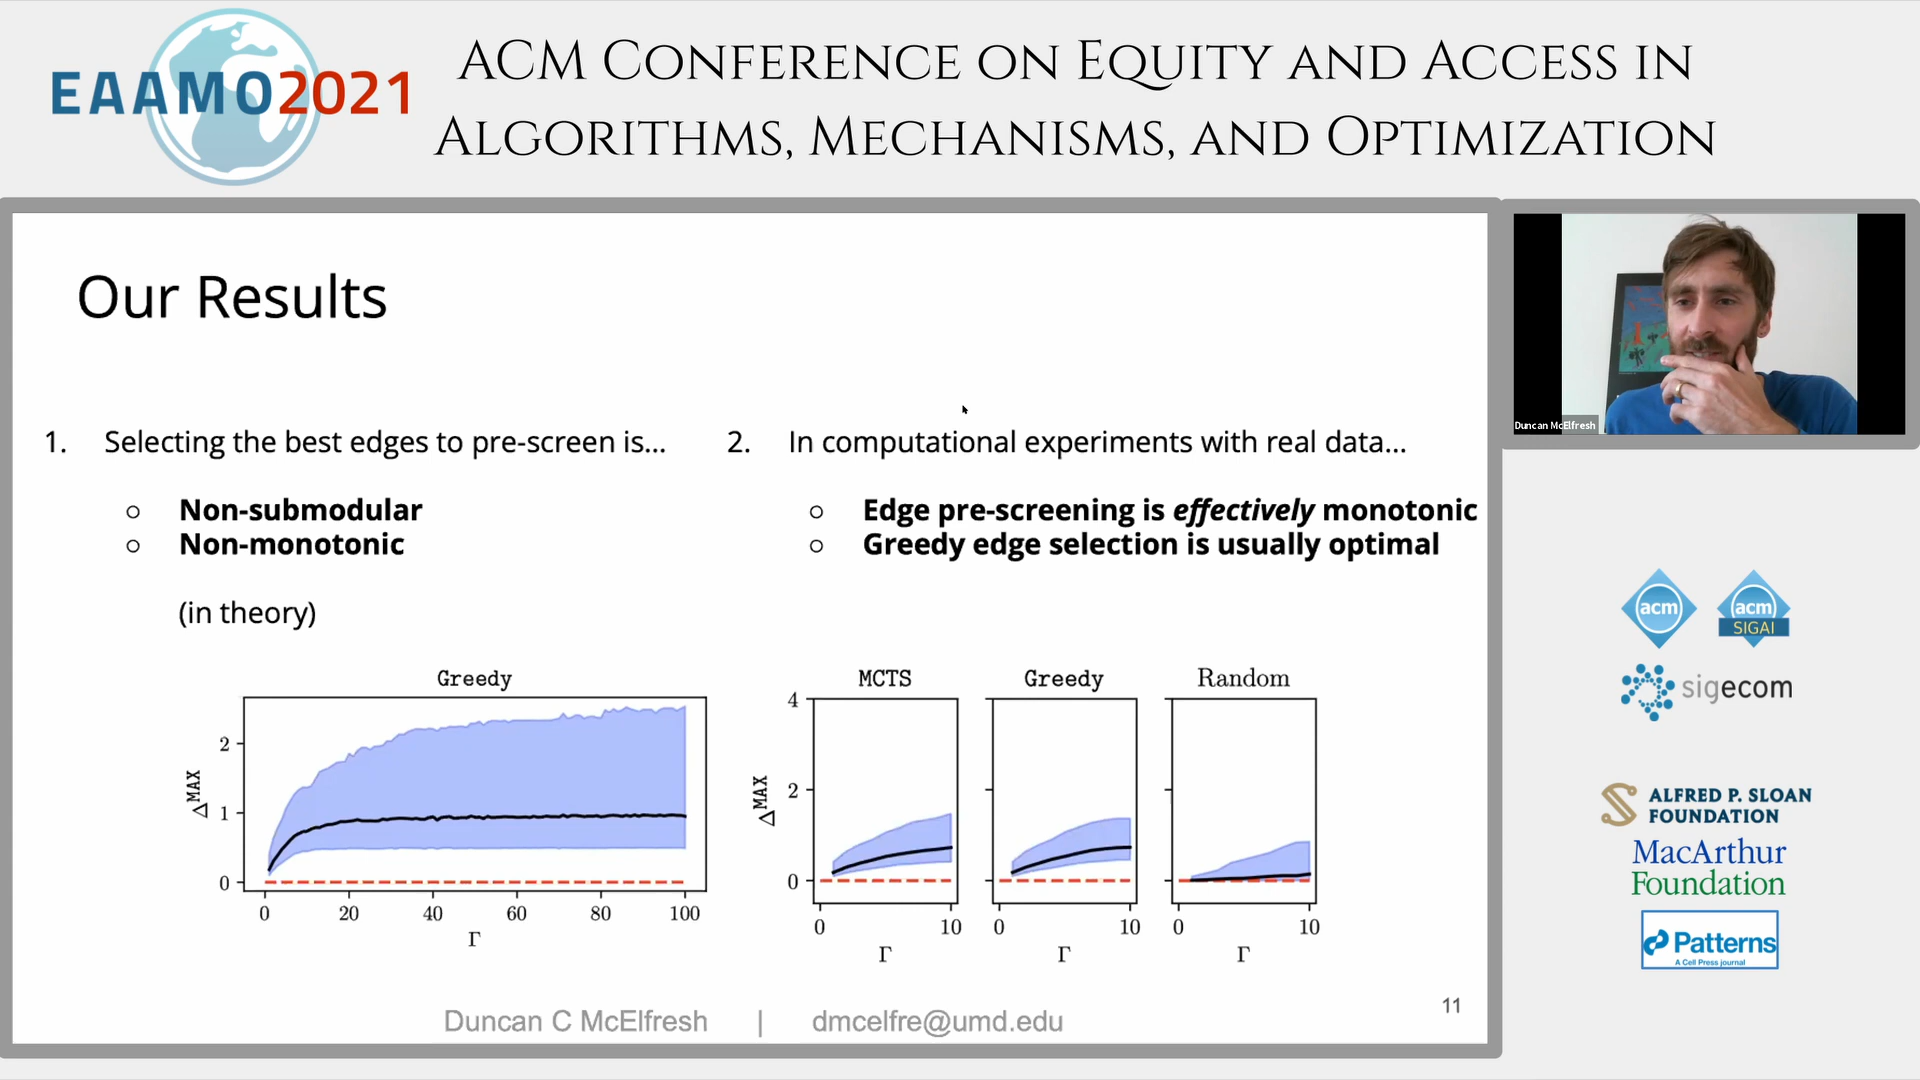 EAAMO2021
ACM Conference on Equity and Access in
Algorithms, Mechanisms, and Optimization
Our Results
1. Selecting the best edges to pre-screen is...
○ Non-submodular
○ Non-monotonic
(in theory)
2. In computational experiments with real data...
○ Edge pre-screening is effectively monotonic
○ Greedy edge selection is usually optimal
Greedy
Δ^MAX
2
1
0
0 20 40 60 80 100
Γ
MCTS
Greedy
Random
Δ^MAX
4
2
0
0 10
0 10
0 10
Γ
Γ
Γ
Duncan C McElfresh | dmcelfre@umd.edu
11
Duncan McElfresh
acm
acm
SIGAI
sigecom
ALFRED P. SLOAN
FOUNDATION
MacArthur
Foundation
Patterns
A Cell Press journal